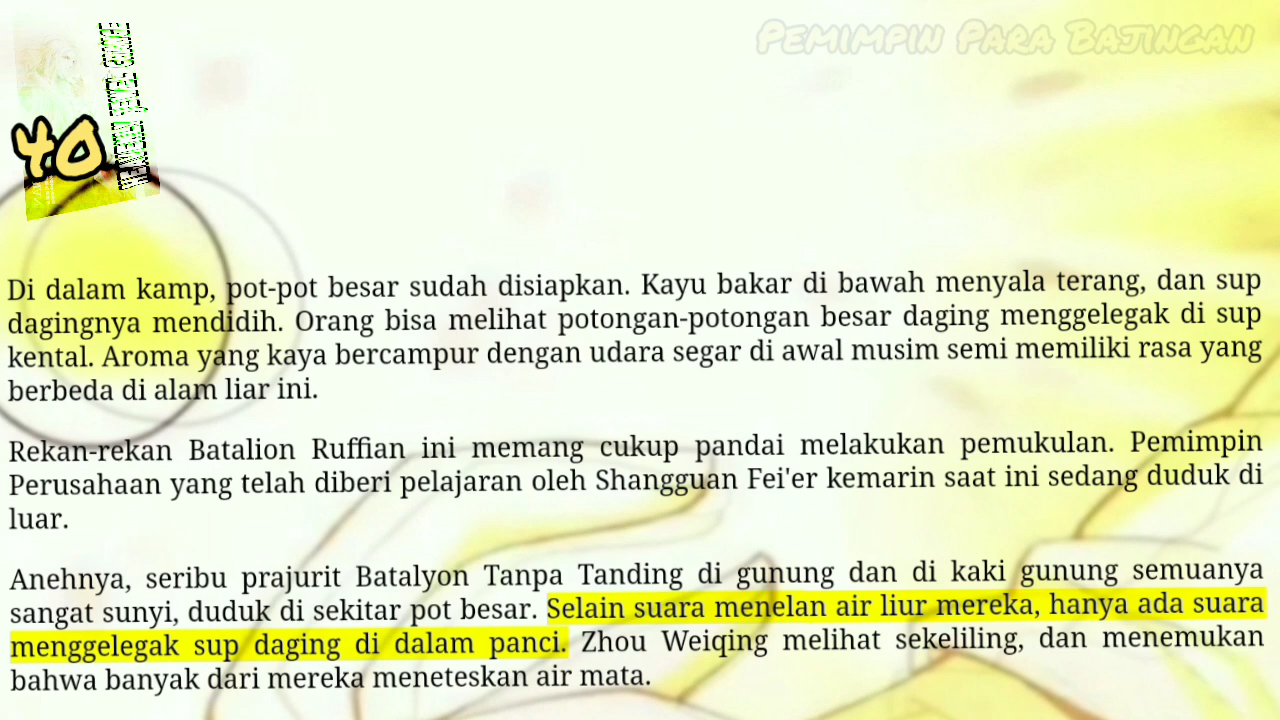 Pemimpin Para Bajingan
40
Di dalam kamp, pot-pot besar sudah disiapkan. Kayu bakar di bawah menyala terang, dan sup
dagingnya mendidih. Orang bisa melihat potongan-potongan besar daging menggelegak di sup
kental. Aroma yang kaya bercampur dengan udara segar di awal musim semi memiliki rasa yang
berbeda di alam liar ini.
Rekan-rekan Batalion Ruffian ini memang cukup pandai melakukan pemukulan. Pemimpin
Perusahaan yang telah diberi pelajaran oleh Shangguan Fei'er kemarin saat ini sedang duduk di
luar.
Anehnya, seribu prajurit Batalyon Tanpa Tanding di gunung dan di kaki gunung semuanya
sangat sunyi, duduk di sekitar pot besar. Selain suara menelan air liur mereka, hanya ada suara
menggelegak sup daging di dalam panci. Zhou Weiqing melihat sekeliling, dan menemukan
bahwa banyak dari mereka meneteskan air mata.